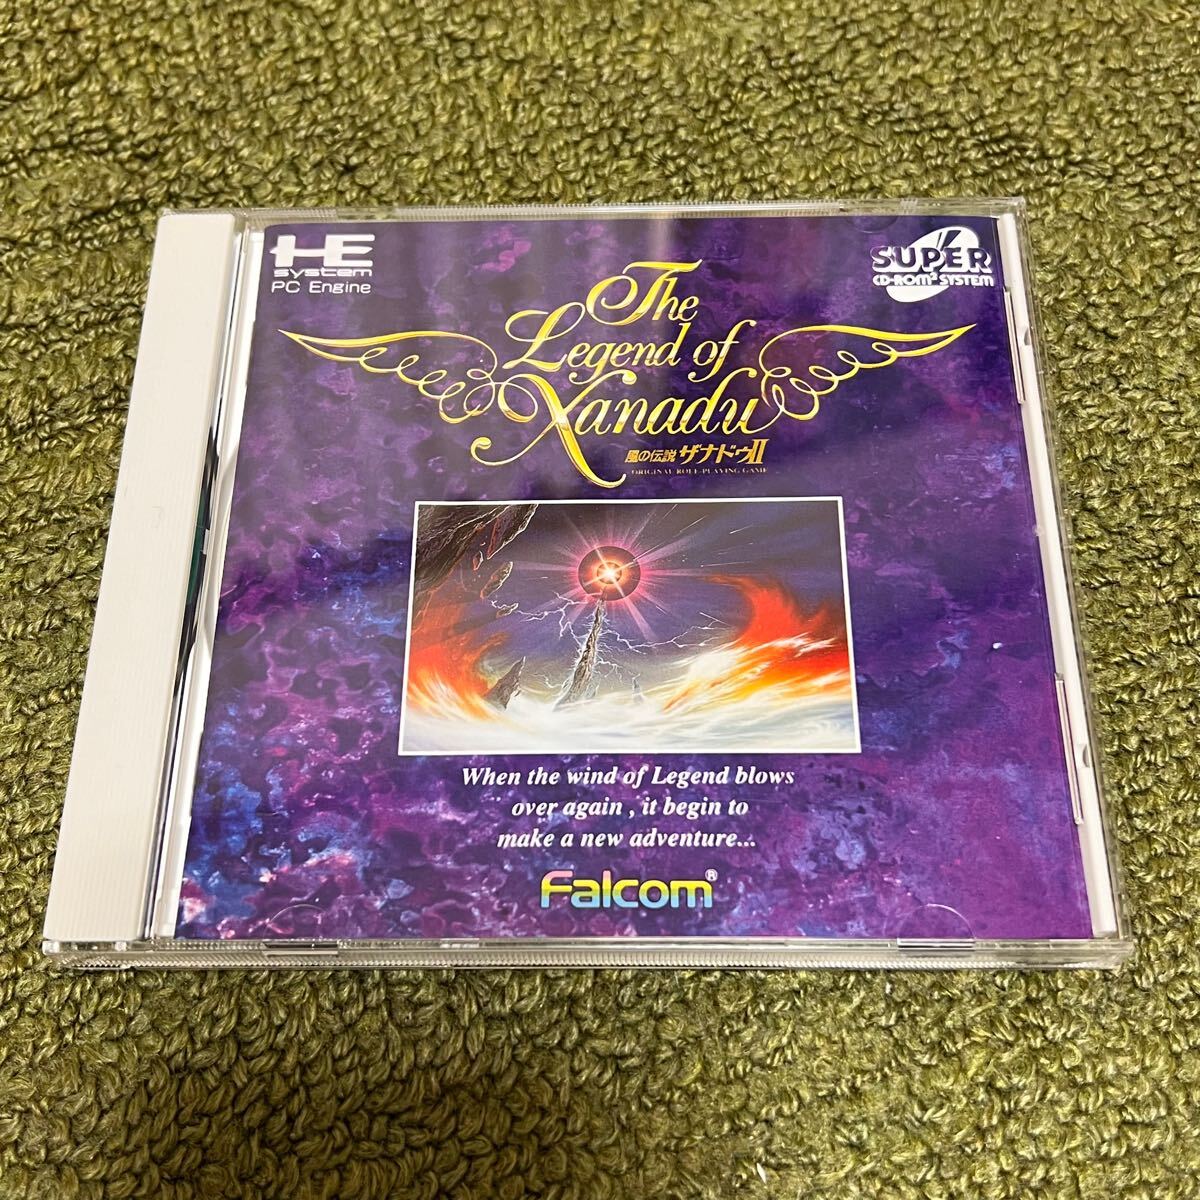 HE
system
PC Engine
SUPER
CD-ROM² SYSTEM
The
Legend of
Xanadu
風の伝説 ザナドゥII
ORIGINAL ROLE-PLAYING GAME
When the wind of Legend blows
over again , it begin to
make a new adventure...
Falcom®